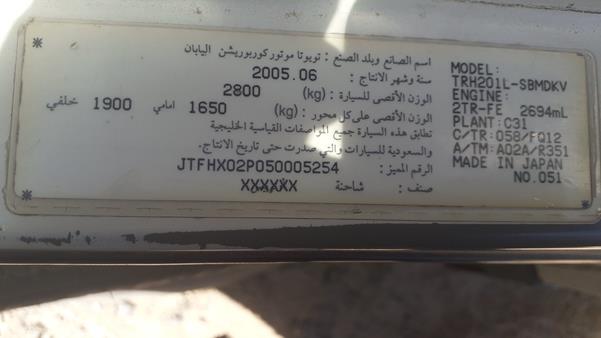 اسم الصانع وبلد الصنع : تويوتا موتور كوربوريشن اليابان
سنة وشهر الانتاج : 2005.06
الوزن الأقصى للسيارة : (kg) 2800
الوزن الأقصى على كل محور : (kg) 1650 امامي 1900 خلفي
تطابق هذه السيارة جميع المواصفات القياسية الخليجية
والسعودية للسيارات والتي صدرت حتى تاريخ الانتاج.
الرقم المميز : JTFHX02P050005254
صنف : شاحنة XXXXXX
MODEL:
TRH201L-SBMDKV
ENGINE:
2TR-FE 2694mL
PLANT: C31
C/TR: 058/FQ12
A/TM: A02A/R351
MADE IN JAPAN
NO.051